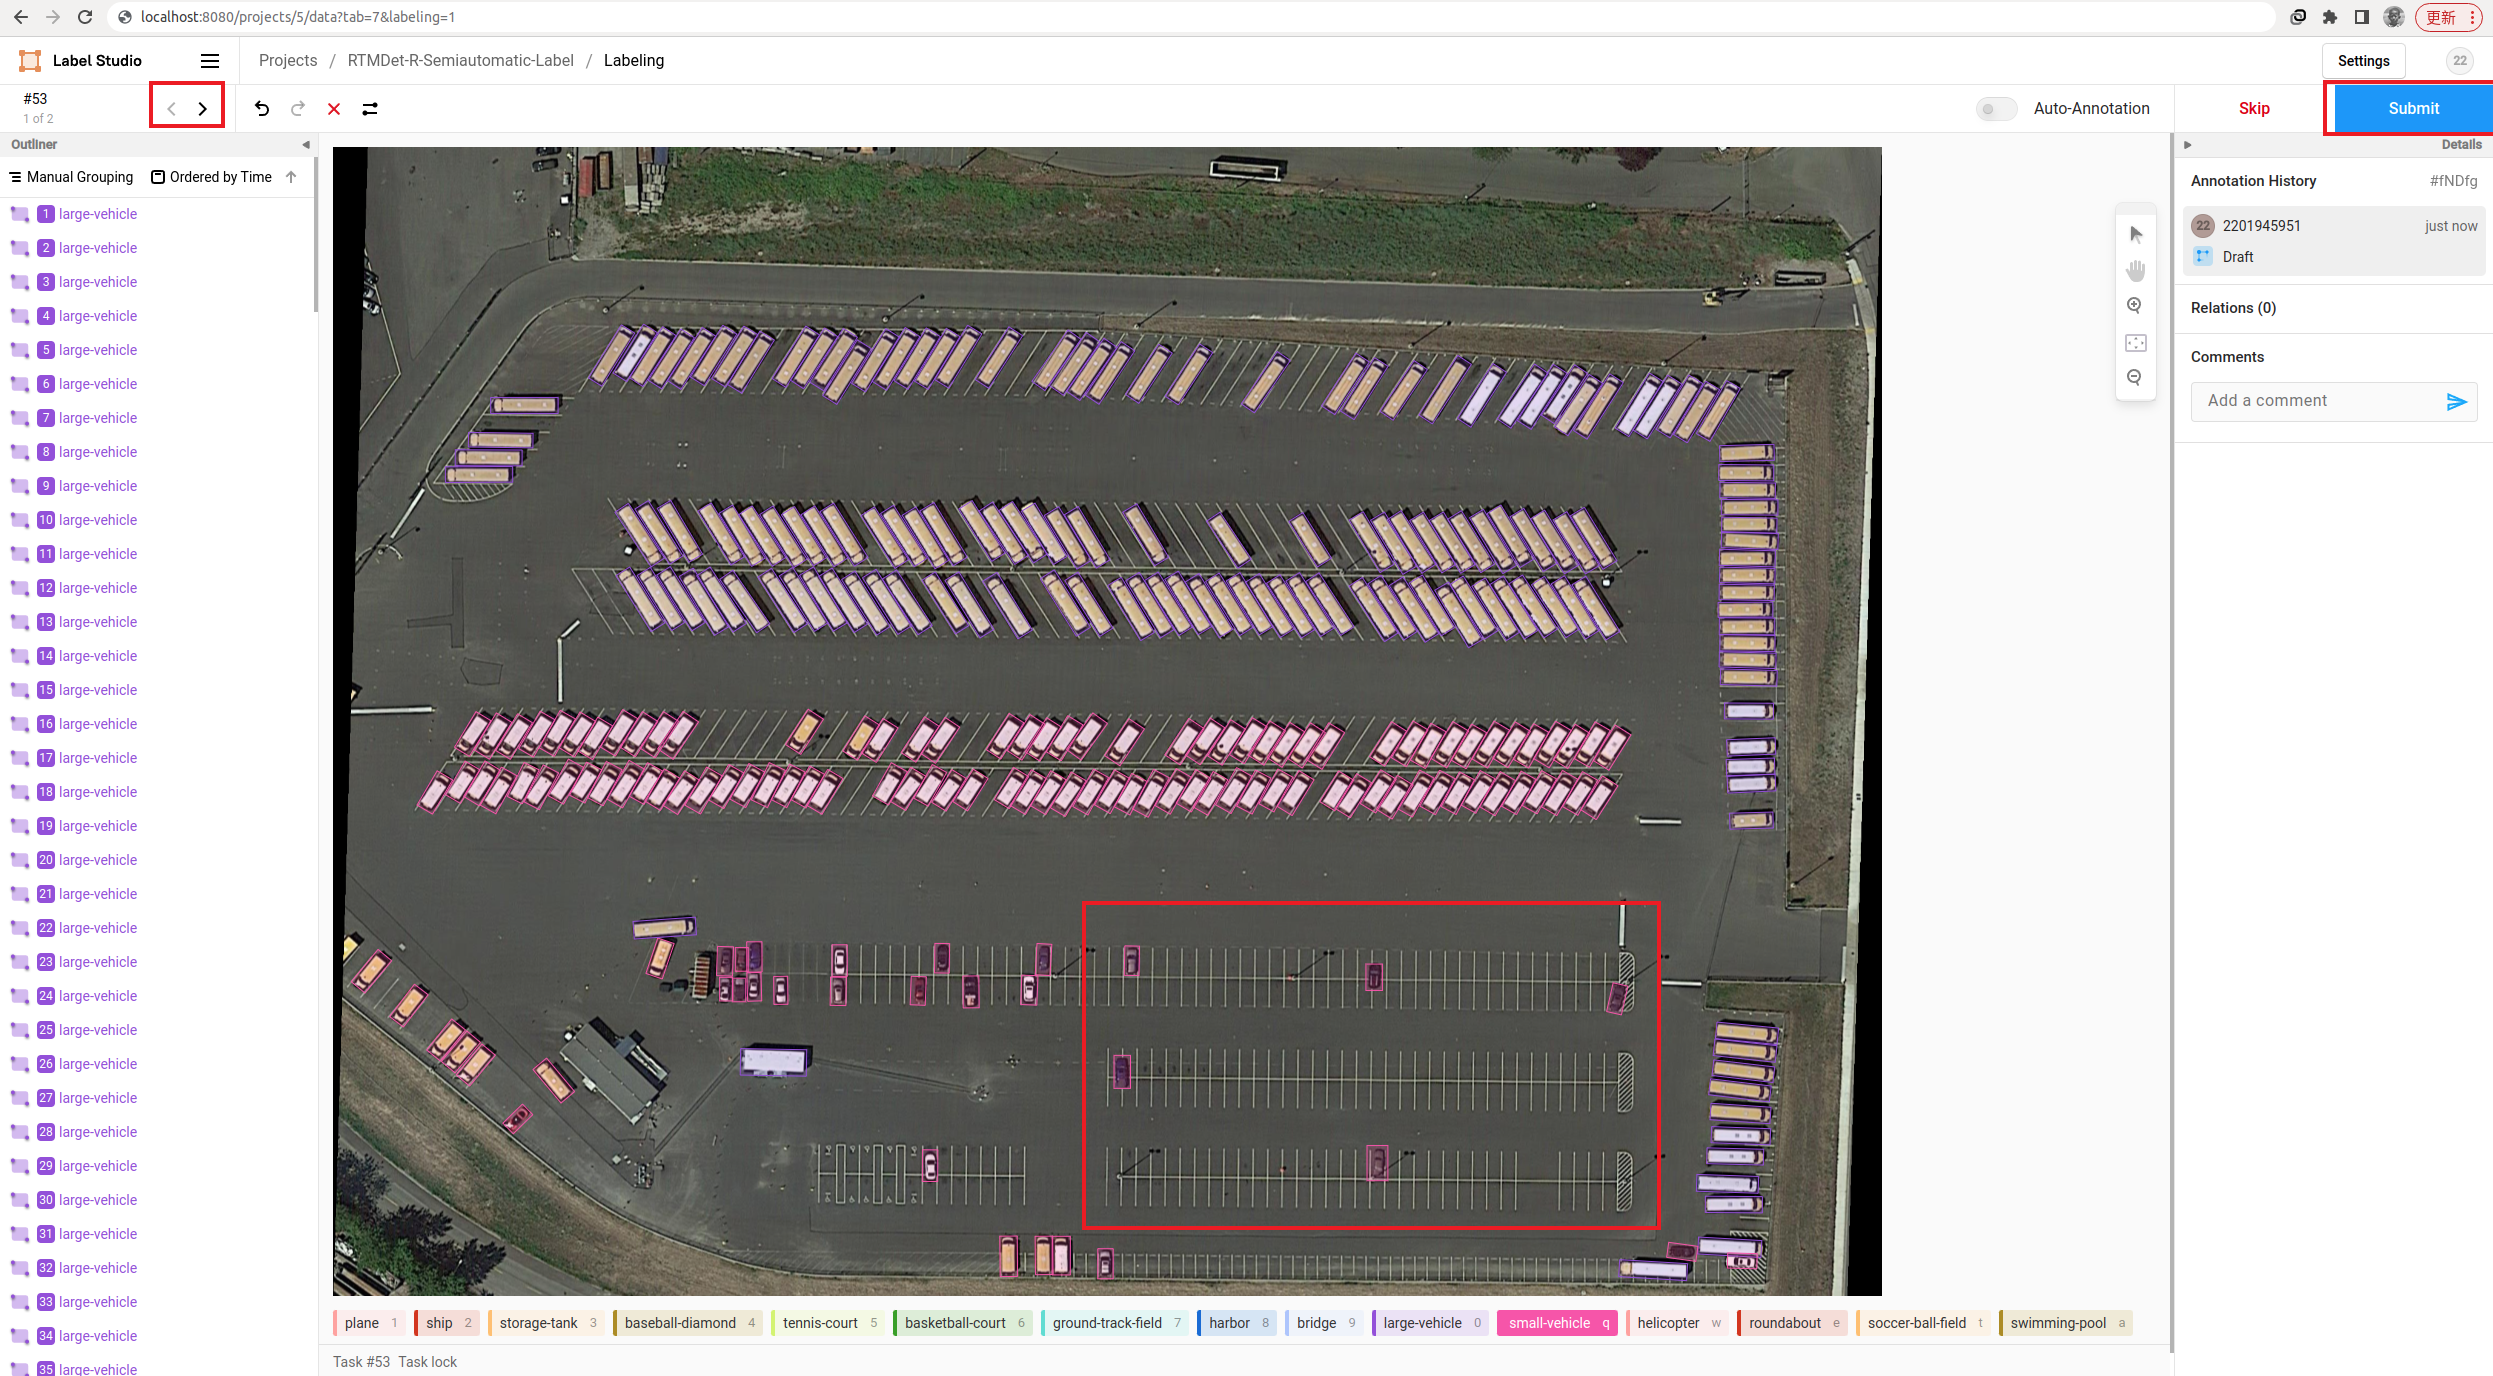 localhost:8080/projects/5/data?tab=7&labeling=1
更新
Label Studio
Projects / RTMDet-R-Semiautomatic-Label / Labeling
Settings
22
#53
1 of 2
Auto-Annotation
Skip
Submit
Outliner
Details
Manual Grouping
Ordered by Time
Annotation History
#fNDfg
22
2201945951
just now
Draft
Relations (0)
Comments
Add a comment
1 large-vehicle
2 large-vehicle
3 large-vehicle
4 large-vehicle
5 large-vehicle
6 large-vehicle
7 large-vehicle
8 large-vehicle
9 large-vehicle
10 large-vehicle
11 large-vehicle
12 large-vehicle
13 large-vehicle
14 large-vehicle
15 large-vehicle
16 large-vehicle
17 large-vehicle
18 large-vehicle
19 large-vehicle
20 large-vehicle
21 large-vehicle
22 large-vehicle
23 large-vehicle
24 large-vehicle
25 large-vehicle
26 large-vehicle
27 large-vehicle
28 large-vehicle
29 large-vehicle
30 large-vehicle
31 large-vehicle
32 large-vehicle
33 large-vehicle
34 large-vehicle
35 large-vehicle
plane 1 ship 2 storage-tank 3 baseball-diamond 4 tennis-court 5 basketball-court 6 ground-track-field 7 harbor 8 bridge 9 large-vehicle 0 small-vehicle q helicopter w roundabout e soccer-ball-field t swimming-pool a
Task #53 Task lock